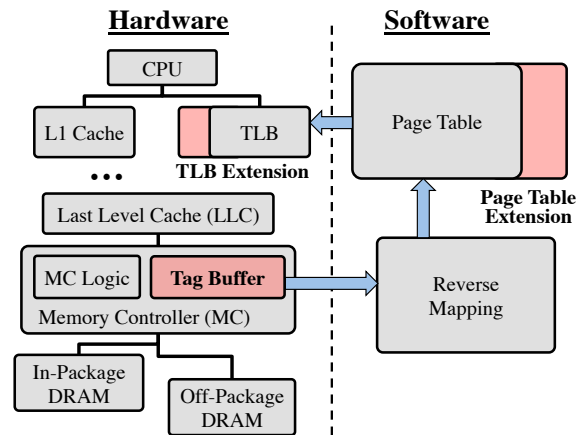 Hardware
Software
CPU
L1 Cache
TLB
TLB Extension
...
Last Level Cache (LLC)
MC Logic
Tag Buffer
Memory Controller (MC)
In-Package
DRAM
Off-Package
DRAM
Page Table
Page Table
Extension
Reverse
Mapping